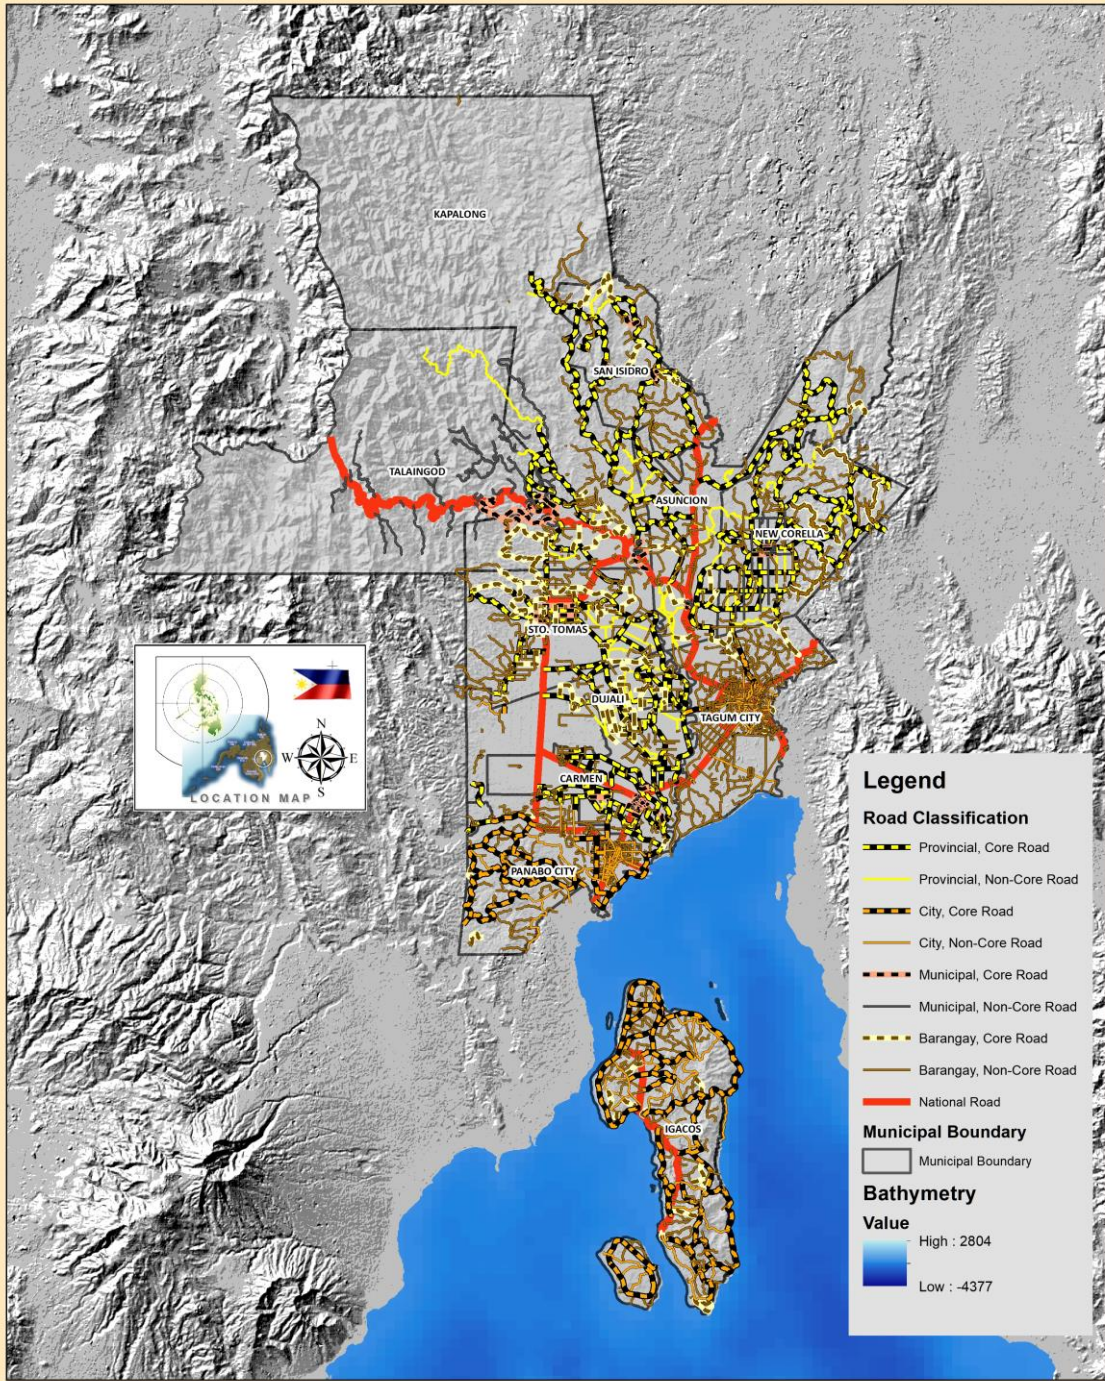 KAPALONG
SAN ISIDRO
TALAINGOD
ASUNCION
NEW CORELLA
STO. TOMAS
DUJALI
TAGUM CITY
CARMEN
PANABO CITY
IGACOS
N
W
E
S
LOCATION MAP
Legend
Road Classification
Provincial, Core Road
Provincial, Non-Core Road
City, Core Road
City, Non-Core Road
Municipal, Core Road
Municipal, Non-Core Road
Barangay, Core Road
Barangay, Non-Core Road
National Road
Municipal Boundary
Municipal Boundary
Bathymetry
Value
High : 2804
Low : -4377